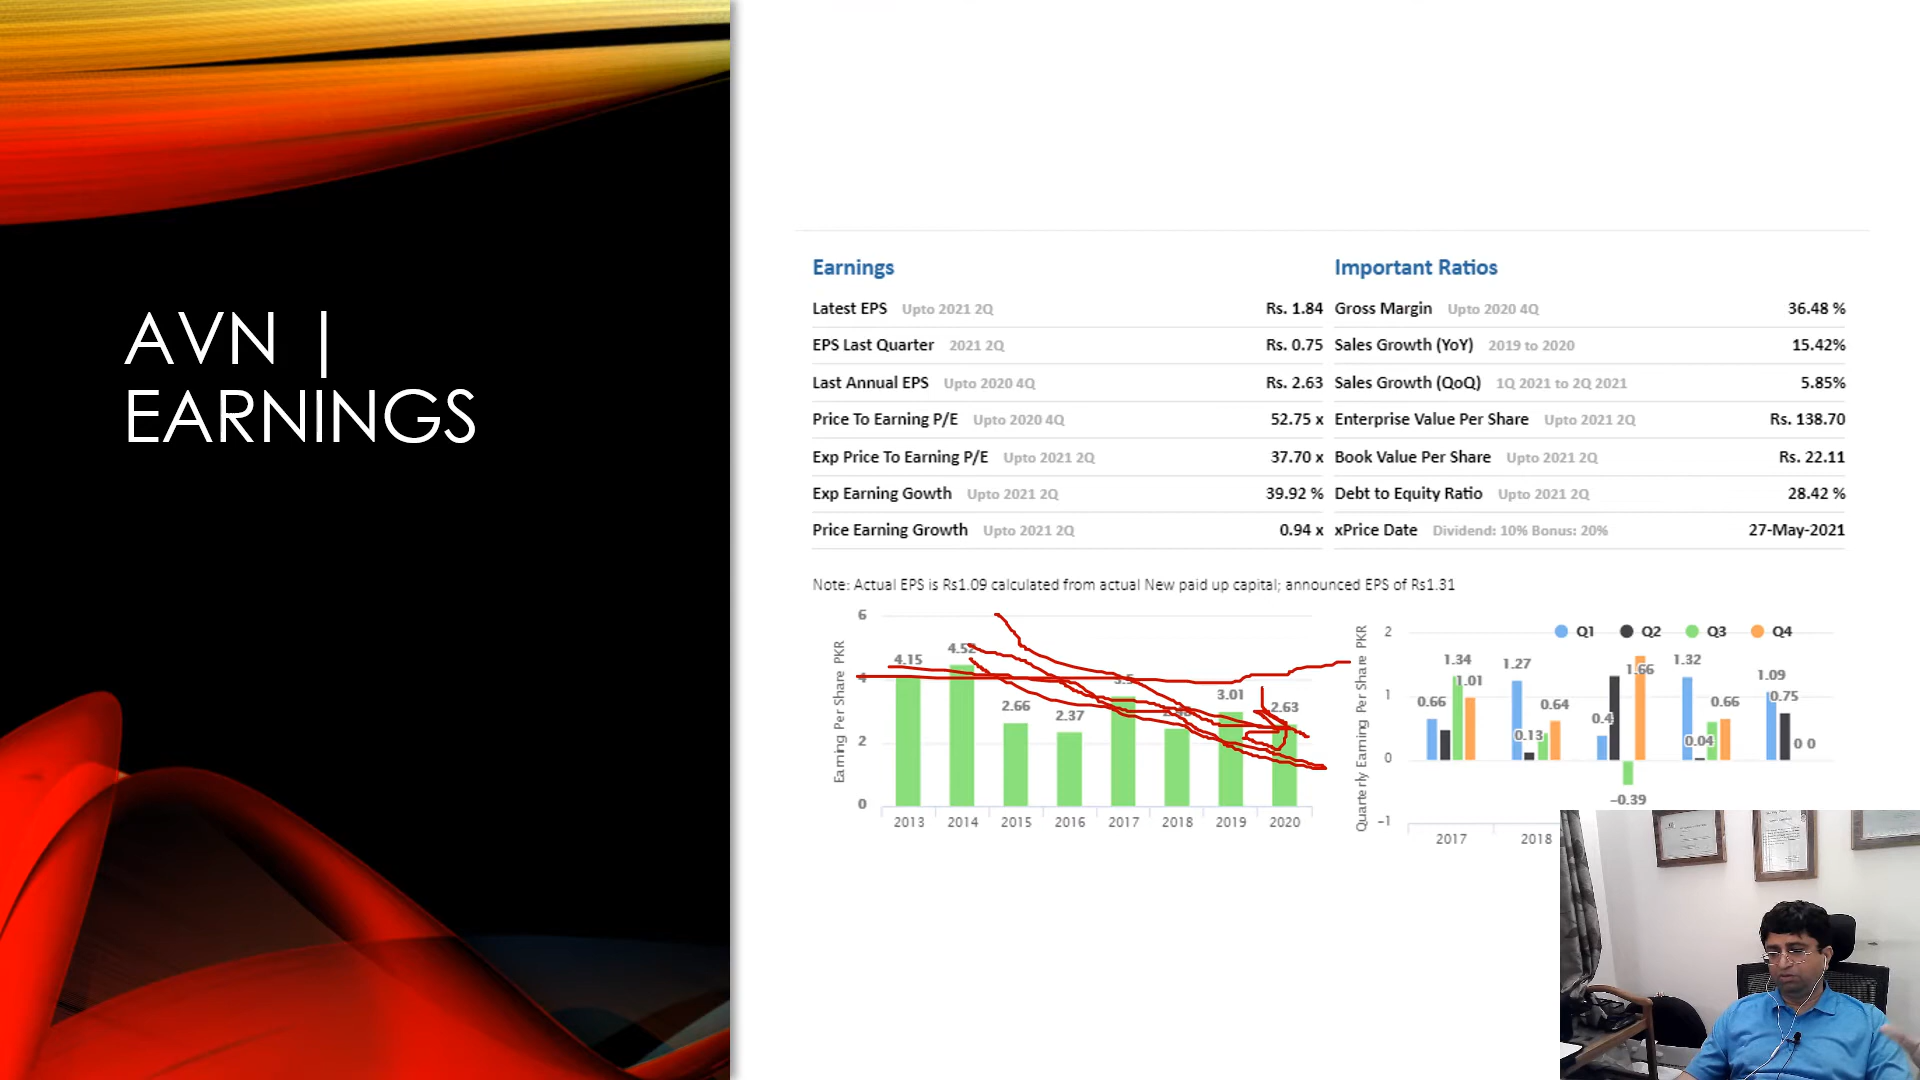 AVN |
EARNINGS
Earnings
Latest EPS Upto 2021 2Q Rs. 1.84
EPS Last Quarter 2021 2Q Rs. 0.75
Last Annual EPS Upto 2020 4Q Rs. 2.63
Price To Earning P/E Upto 2020 4Q 52.75 x
Exp Price To Earning P/E Upto 2021 2Q 37.70 x
Exp Earning Gowth Upto 2021 2Q 39.92 %
Price Earning Growth Upto 2021 2Q 0.94 x
Important Ratios
Gross Margin Upto 2020 4Q 36.48 %
Sales Growth (YoY) 2019 to 2020 15.42%
Sales Growth (QoQ) 1Q 2021 to 2Q 2021 5.85%
Enterprise Value Per Share Upto 2021 2Q Rs. 138.70
Book Value Per Share Upto 2021 2Q Rs. 22.11
Debt to Equity Ratio Upto 2021 2Q 28.42 %
xPrice Date Dividend: 10% Bonus: 20% 27-May-2021
Note: Actual EPS is Rs1.09 calculated from actual New paid up capital; announced EPS of Rs1.31
Earning Per Share PKR
6
4
2
0
4.15
4.52
2.66
2.37
3.01
2.63
2013 2014 2015 2016 2017 2018 2019 2020
Quarterly Earning Per Share PKR
Q1 Q2 Q3 Q4
2
1
0
-1
0.66
1.34
1.01
1.27
0.13
0.64
0.4
-0.39
1.66
1.32
0.04
0.66
1.09
0.75
0 0
2017 2018